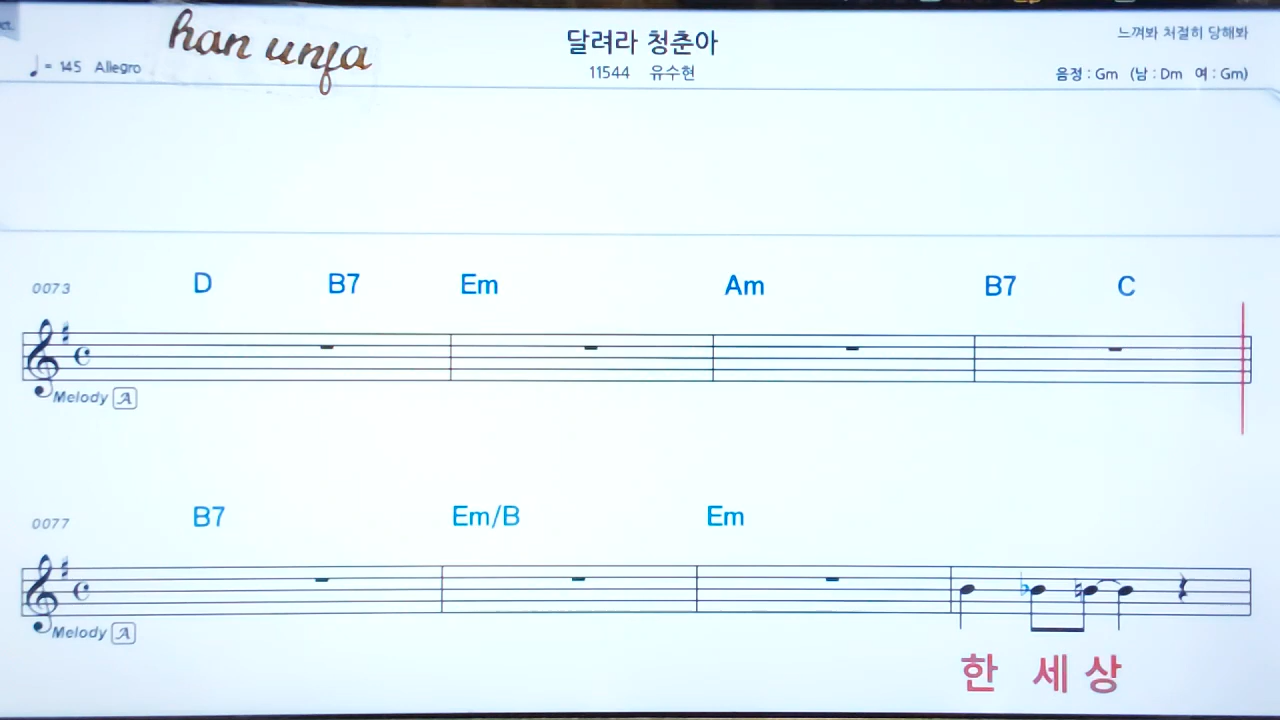 han unfa
달려라 청춘아
느껴봐 처절히 당해봐
♩= 145 Allegro
11544 유수현
음정 : Gm (남 : Dm 여 : Gm)
0073 D B7 Em Am B7 C
Melody A
0077 B7 Em/B Em
Melody A
한 세 상